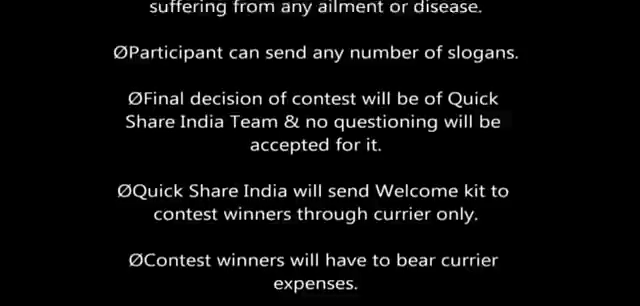 suffering from any ailment or disease.
ØParticipant can send any number of slogans.
ØFinal decision of contest will be of Quick
Share India Team & no questioning will be
accepted for it.
ØQuick Share India will send Welcome kit to
contest winners through currier only.
ØContest winners will have to bear currier
expenses.